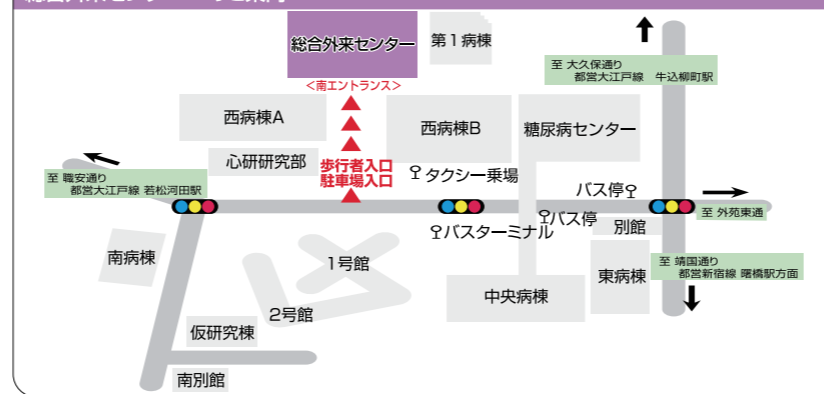 総合外来センター
第1病棟
至 大久保通り
都営大江戸線 牛込柳町駅
<南エントランス>
西病棟A
西病棟B
糖尿病センター
心研研究部
歩行者入口
駐車場入口
タクシー乗場
至 職安通り
都営大江戸線 若松河田駅
バス停
至 外苑東通
バスターミナル
バス停
別館
南病棟
1号館
至 靖国通り
都営新宿線 曙橋駅方面
東病棟
中央病棟
2号館
仮研究棟
南別館